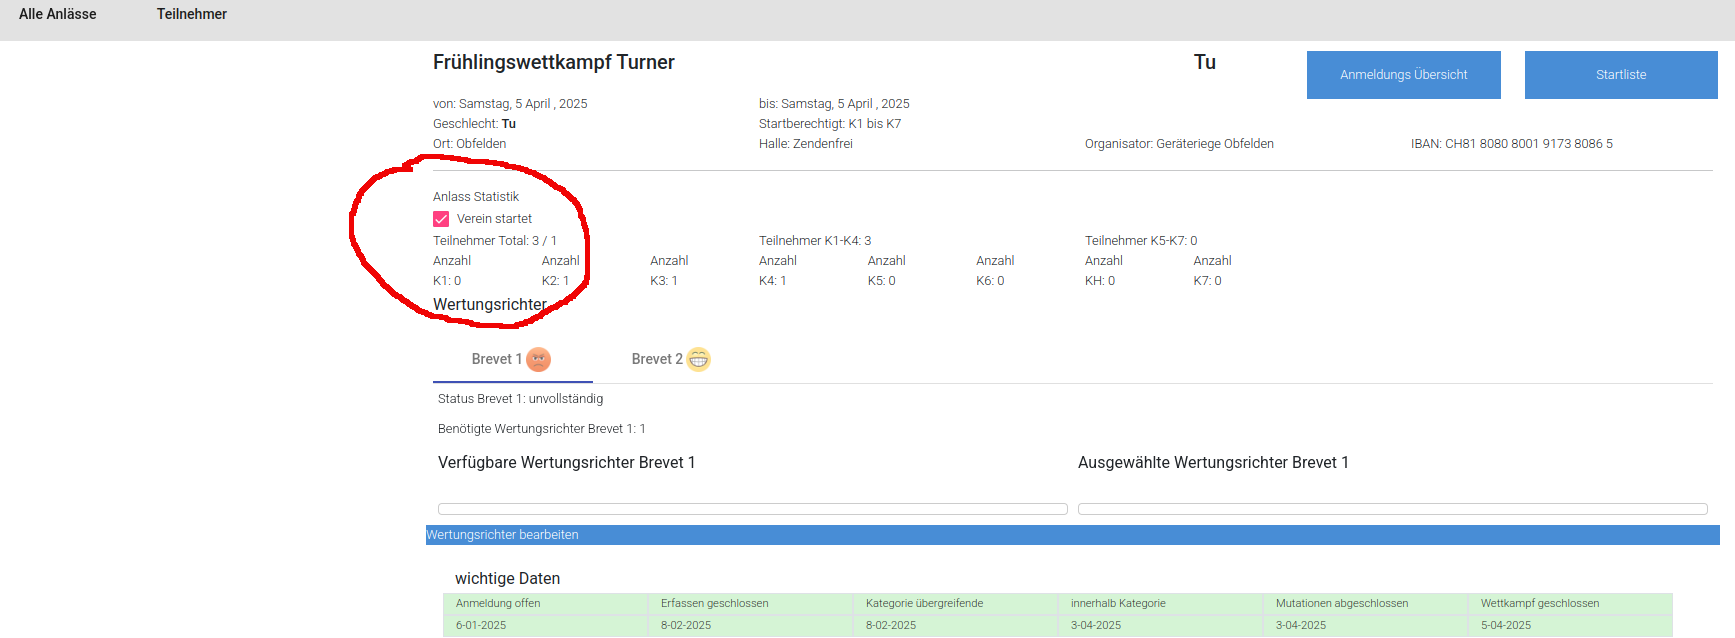 Alle Anlässe Teilnehmer
Frühlingswettkampf Turner Tu Anmeldungs Übersicht Startliste
von: Samstag, 5 April , 2025 bis: Samstag, 5 April , 2025
Geschlecht: Tu Startberechtigt: K1 bis K7
Ort: Obfelden Halle: Zendenfrei Organisator: Geräteriege Obfelden IBAN: CH81 8080 8001 9173 8086 5
Anlass Statistik
Verein startet
Teilnehmer Total: 3 / 1 Teilnehmer K1-K4: 3 Teilnehmer K5-K7: 0
Anzahl Anzahl Anzahl Anzahl Anzahl Anzahl Anzahl Anzahl
K1: 0 K2: 1 K3: 1 K4: 1 K5: 0 K6: 0 KH: 0 K7: 0
Wertungsrichter
Brevet 1 Brevet 2
Status Brevet 1: unvollständig
Benötigte Wertungsrichter Brevet 1: 1
Verfügbare Wertungsrichter Brevet 1 Ausgewählte Wertungsrichter Brevet 1
Wertungsrichter bearbeiten
wichtige Daten
Anmeldung offen Erfassen geschlossen Kategorie übergreifende innerhalb Kategorie Mutationen abgeschlossen Wettkampf geschlossen
6-01-2025 8-02-2025 8-02-2025 3-04-2025 3-04-2025 5-04-2025